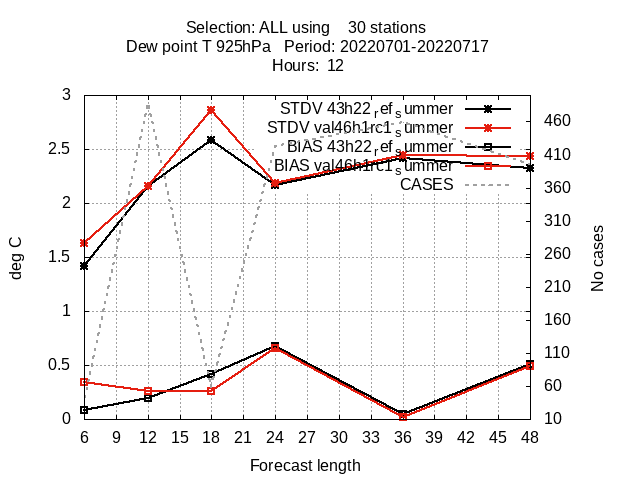 Selection: ALL using    30 stations
Dew point T 925hPa   Period: 20220701-20220717
Hours:  12
STDV 43h22_ref_summer
STDV val46h1rc1_summer
BIAS 43h22_ref_summer
BIAS val46h1rc1_summer
CASES
3
2.5
2
1.5
1
0.5
0
deg C
460
410
360
310
260
210
160
110
60
10
No cases
6 9 12 15 18 21 24 27 30 33 36 39 42 45 48
Forecast length